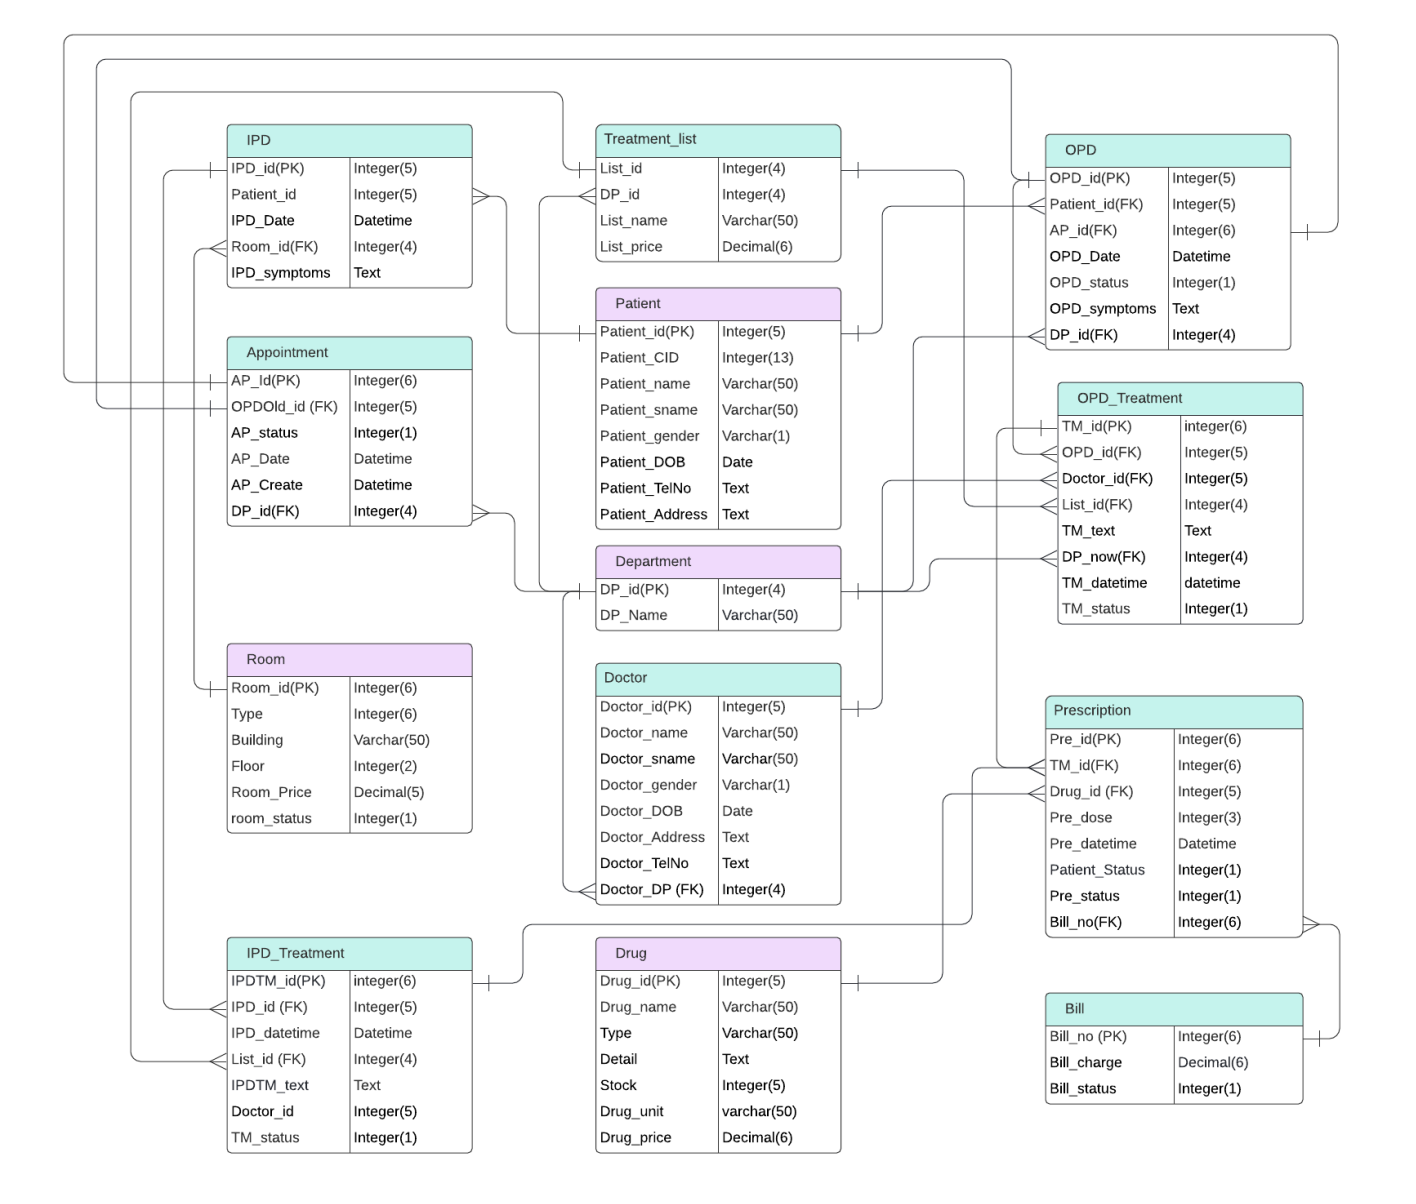 IPD
IPD_id(PK) Integer(5)
Patient_id Integer(5)
IPD_Date Datetime
Room_id(FK) Integer(4)
IPD_symptoms Text
Treatment_list
List_id Integer(4)
DP_id Integer(4)
List_name Varchar(50)
List_price Decimal(6)
OPD
OPD_id(PK) Integer(5)
Patient_id(FK) Integer(5)
AP_id(FK) Integer(6)
OPD_Date Datetime
OPD_status Integer(1)
OPD_symptoms Text
DP_id(FK) Integer(4)
Patient
Patient_id(PK) Integer(5)
Patient_CID Integer(13)
Patient_name Varchar(50)
Patient_sname Varchar(50)
Patient_gender Varchar(1)
Patient_DOB Date
Patient_TelNo Text
Patient_Address Text
Appointment
AP_Id(PK) Integer(6)
OPDOld_id (FK) Integer(5)
AP_status Integer(1)
AP_Date Datetime
AP_Create Datetime
DP_id(FK) Integer(4)
OPD_Treatment
TM_id(PK) integer(6)
OPD_id(FK) Integer(5)
Doctor_id(FK) Integer(5)
List_id(FK) Integer(4)
TM_text Text
DP_now(FK) Integer(4)
TM_datetime datetime
TM_status Integer(1)
Department
DP_id(PK) Integer(4)
DP_Name Varchar(50)
Room
Room_id(PK) Integer(6)
Type Integer(6)
Building Varchar(50)
Floor Integer(2)
Room_Price Decimal(5)
room_status Integer(1)
Doctor
Doctor_id(PK) Integer(5)
Doctor_name Varchar(50)
Doctor_sname Varchar(50)
Doctor_gender Varchar(1)
Doctor_DOB Date
Doctor_Address Text
Doctor_TelNo Text
Doctor_DP (FK) Integer(4)
Prescription
Pre_id(PK) Integer(6)
TM_id(FK) Integer(6)
Drug_id (FK) Integer(5)
Pre_dose Integer(3)
Pre_datetime Datetime
Patient_Status Integer(1)
Pre_status Integer(1)
Bill_no(FK) Integer(6)
IPD_Treatment
IPDTM_id(PK) integer(6)
IPD_id (FK) Integer(5)
IPD_datetime Datetime
List_id (FK) Integer(4)
IPDTM_text Text
Doctor_id Integer(5)
TM_status Integer(1)
Drug
Drug_id(PK) Integer(5)
Drug_name Varchar(50)
Type Varchar(50)
Detail Text
Stock Integer(5)
Drug_unit varchar(50)
Drug_price Decimal(6)
Bill
Bill_no (PK) Integer(6)
Bill_charge Decimal(6)
Bill_status Integer(1)